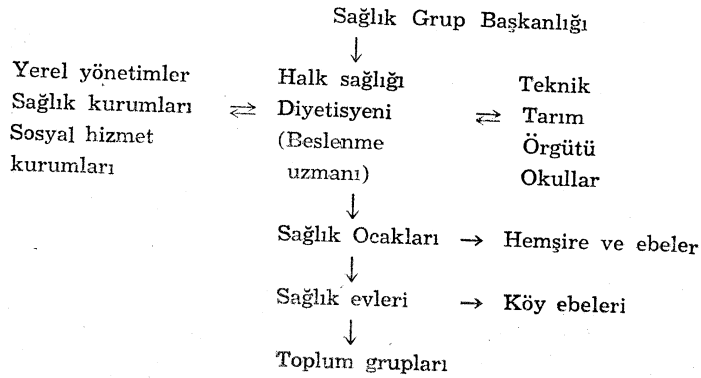 Sağlık Grup Başkanlığı
↓
Yerel yönetimler
Sağlık kurumları
Sosyal hizmet
kurumları
⇄
Halk sağlığı
Diyetisyeni
(Beslenme
uzmanı)
⇄
Teknik
Tarım
Örgütü
Okullar
↓
Sağlık Ocakları → Hemşire ve ebeler
↓
Sağlık evleri → Köy ebeleri
↓
Toplum grupları